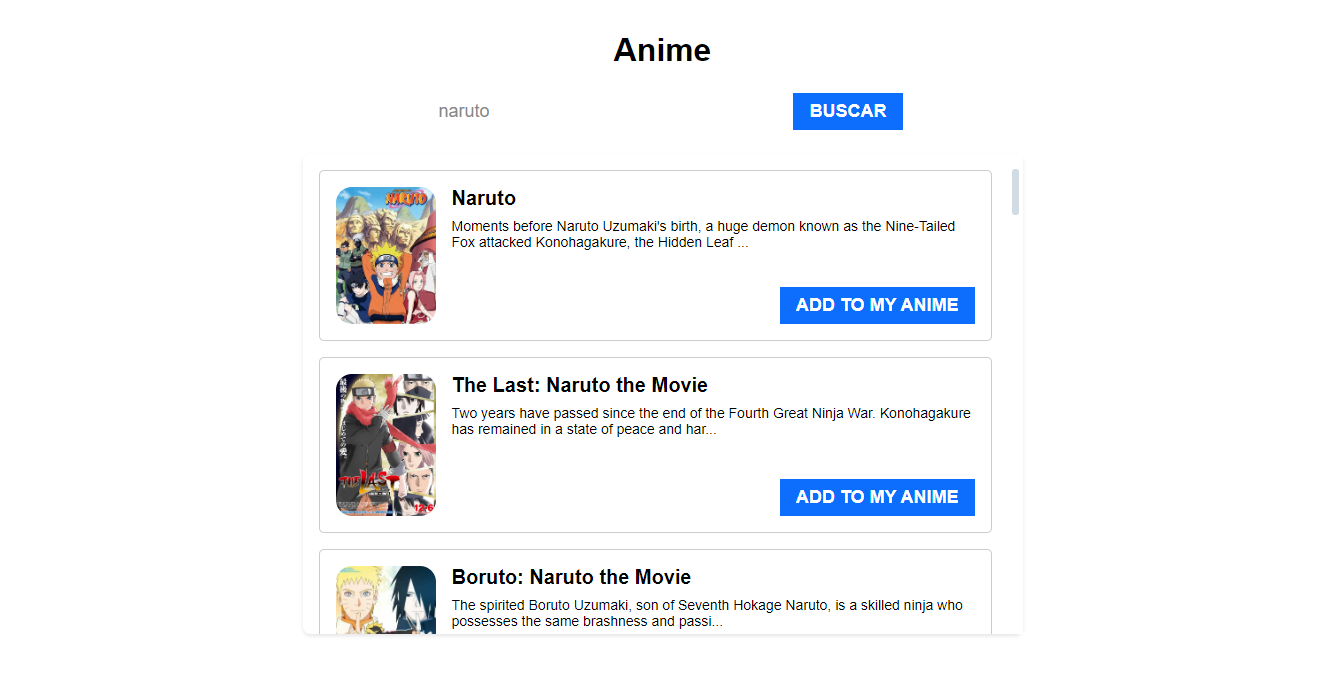 Anime
naruto
BUSCAR
NARUTO
Naruto
Moments before Naruto Uzumaki's birth, a huge demon known as the Nine-Tailed
Fox attacked Konohagakure, the Hidden Leaf ...
ADD TO MY ANIME
The Last: Naruto the Movie
Two years have passed since the end of the Fourth Great Ninja War. Konohagakure
has remained in a state of peace and har...
THE LAST
12.6
ADD TO MY ANIME
Boruto: Naruto the Movie
The spirited Boruto Uzumaki, son of Seventh Hokage Naruto, is a skilled ninja who
possesses the same brashness and passi...